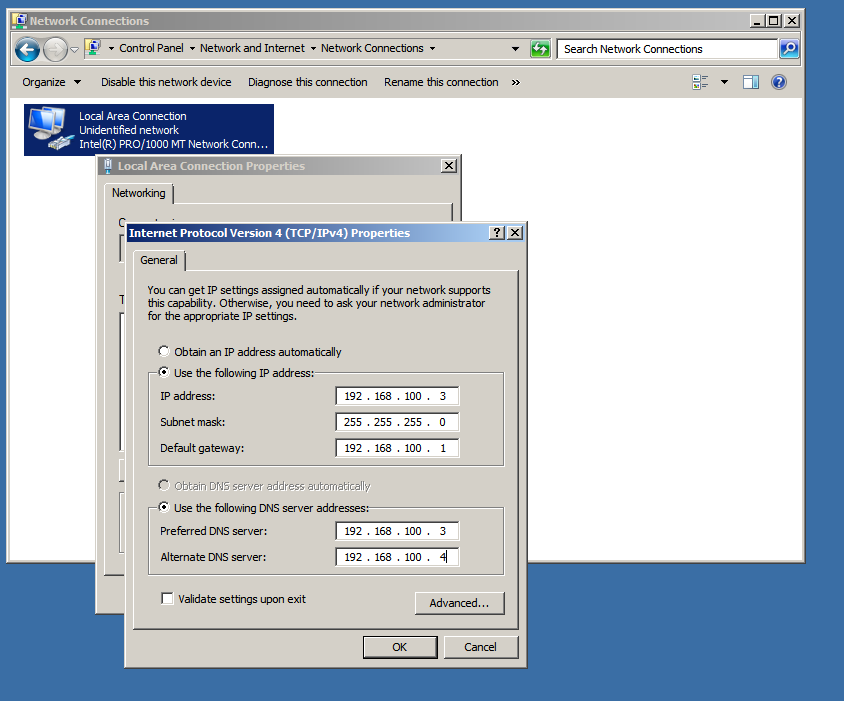 Network Connections
Control Panel
Network and Internet
Network Connections
Search Network Connections
Organize
Disable this network device
Diagnose this connection
Rename this connection
»
Local Area Connection
Unidentified network
Intel(R) PRO/1000 MT Network Conn...
Local Area Connection Properties
Networking
Internet Protocol Version 4 (TCP/IPv4) Properties
General
You can get IP settings assigned automatically if your network supports
this capability. Otherwise, you need to ask your network administrator
for the appropriate IP settings.
Obtain an IP address automatically
Use the following IP address:
IP address: 192 . 168 . 100 . 3
Subnet mask: 255 . 255 . 255 . 0
Default gateway: 192 . 168 . 100 . 1
Obtain DNS server address automatically
Use the following DNS server addresses:
Preferred DNS server: 192 . 168 . 100 . 3
Alternate DNS server: 192 . 168 . 100 . 4
Validate settings upon exit
Advanced...
OK
Cancel